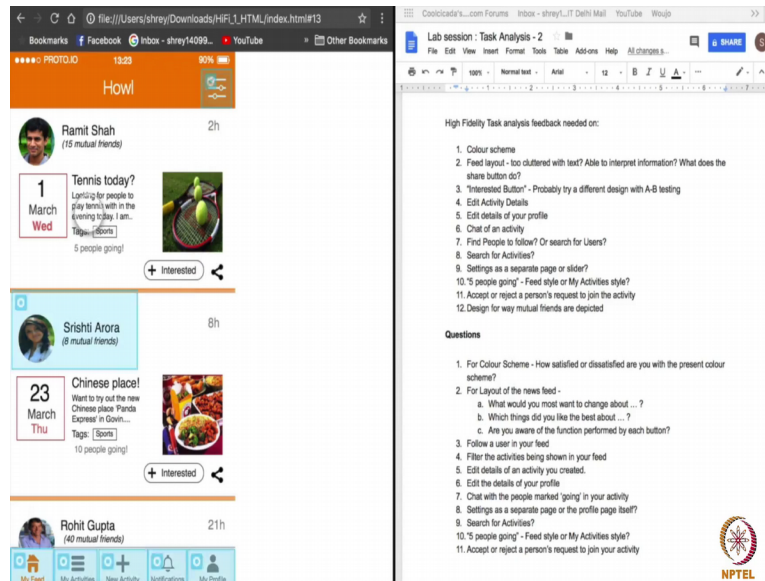 file:///Users/shrey/Downloads/HiFi_1_HTML/index.html#13
Bookmarks Facebook Inbox - shrey14099... YouTube » Other Bookmarks
PROTO.IO 13:23 90%
Howl
Ramit Shah 2h
(15 mutual friends)
1
March
Wed
Tennis today?
Looking for people to
play tennis with in the
evening today. I am..
Tags: Sports
5 people going!
+ Interested
Srishti Arora 8h
(8 mutual friends)
23
March
Thu
Chinese place!
Want to try out the new
Chinese place 'Panda
Express' in Govin....
Tags: Sports
10 people going!
+ Interested
Rohit Gupta 21h
(40 mutual friends)
My Feed My Activities New Activity Notifications My Profile
Coolcicada's....com Forums Inbox - shrey1...IT Delhi Mail YouTube Woujo »
Lab session : Task Analysis - 2
File Edit View Insert Format Tools Table Add-ons Help All changes s...
SHARE
S
100% Normal text Arial 12 B I U A
High Fidelity Task analysis feedback needed on:
1. Colour scheme
2. Feed layout - too cluttered with text? Able to interpret information? What does the
share button do?
3. "Interested Button" - Probably try a different design with A-B testing
4. Edit Activity Details
5. Edit details of your profile
6. Chat of an activity
7. Find People to follow? Or search for Users?
8. Search for Activities?
9. Settings as a separate page or slider?
10. "5 people going" - Feed style or My Activities style?
11. Accept or reject a person's request to join the activity
12. Design for way mutual friends are depicted
Questions
1. For Colour Scheme - How satisfied or dissatisfied are you with the present colour
scheme?
2. For Layout of the news feed -
a. What would you most want to change about ... ?
b. Which things did you like the best about ... ?
c. Are you aware of the function performed by each button?
3. Follow a user in your feed
4. Filter the activities being shown in your feed
5. Edit details of an activity you created.
6. Edit the details of your profile
7. Chat with the people marked 'going' in your activity
8. Settings as a separate page or the profile page itself?
9. Search for Activities?
10. "5 people going" - Feed style or My Activities style?
11. Accept or reject a person's request to join your activity
NPTEL